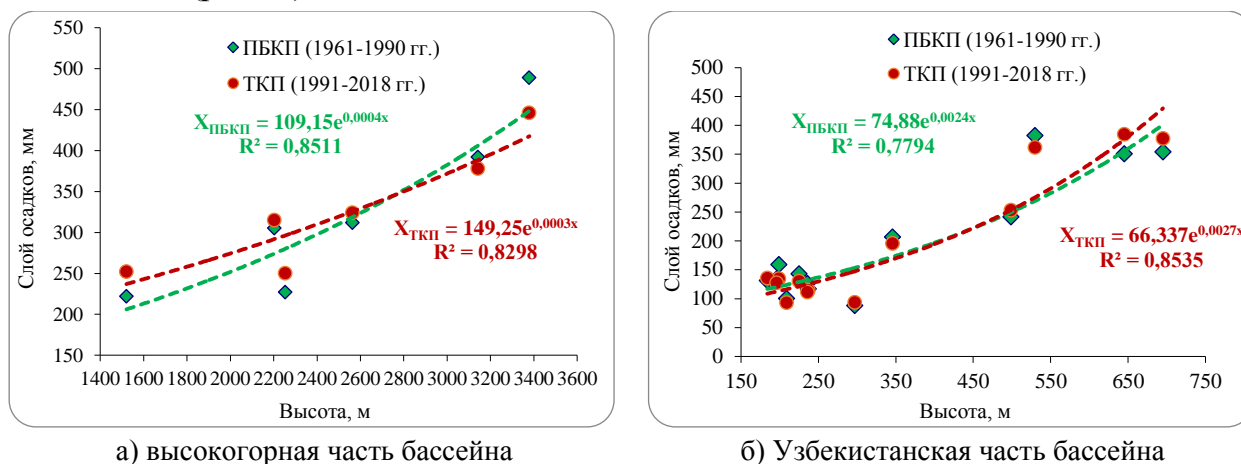 550
500
450
400
350
300
250
200
150
1400 1600 1800 2000 2200 2400 2600 2800 3000 3200 3400 3600
Слой осадков, мм
Высота, м
ПБКП (1961-1990 гг.)
ТКП (1991-2018 гг.)
XПБКП = 109,15e0,0004x
R² = 0,8511
XТКП = 149,25e0,0003x
R² = 0,8298
а) высокогорная часть бассейна
ПБКП (1961-1990 гг.)
ТКП (1991-2018 гг.)
500
450
400
350
300
250
200
150
100
50
0
150 250 350 450 550 650 750
Слой осадков, мм
Высота, м
XПБКП = 74,88e0,0024x
R² = 0,7794
XТКП = 66,337e0,0027x
R² = 0,8535
б) Узбекистанская часть бассейна